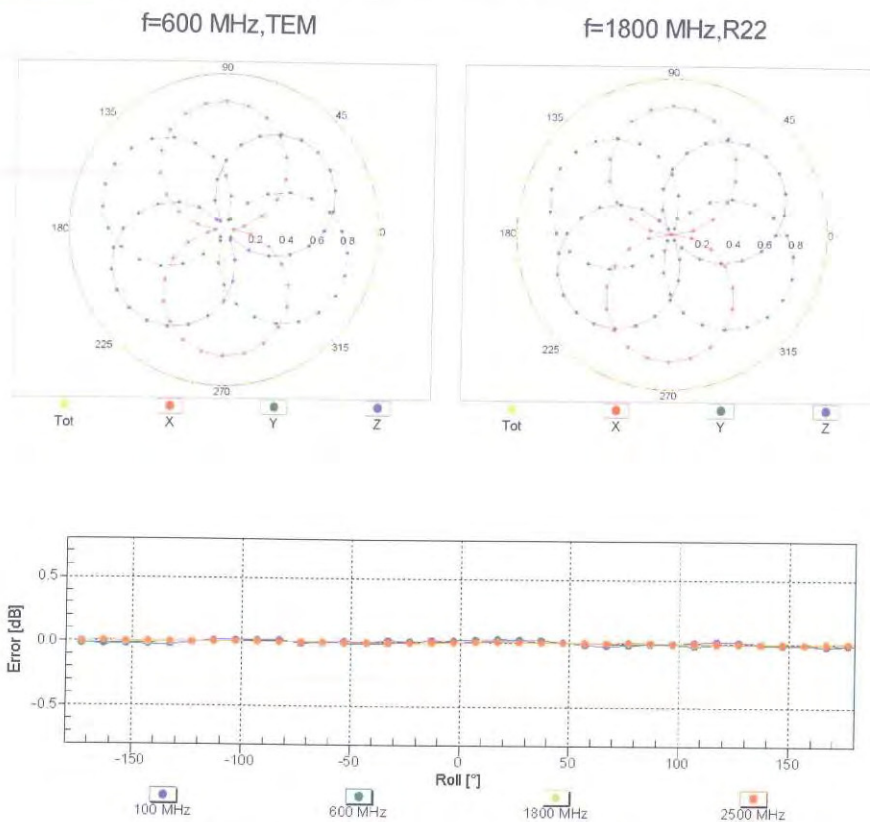 f=600 MHz,TEM
f=1800 MHz,R22
90
135
45
180
0.2 0.4 0.6 0.8
0
225
315
270
Tot X Y Z
90
135
45
180
0.2 0.4 0.6 0.8
0
225
315
270
Tot X Y Z
Error [dB]
0.5
0.0
-0.5
-150 -100 -50 0 50 100 150
Roll [°]
100 MHz 600 MHz 1800 MHz 2500 MHz